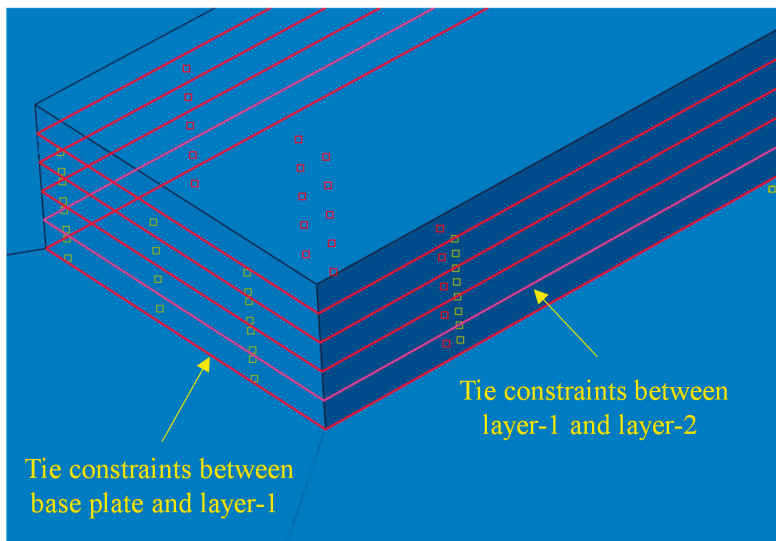 Tie constraints between
layer-1 and layer-2
Tie constraints between
base plate and layer-1